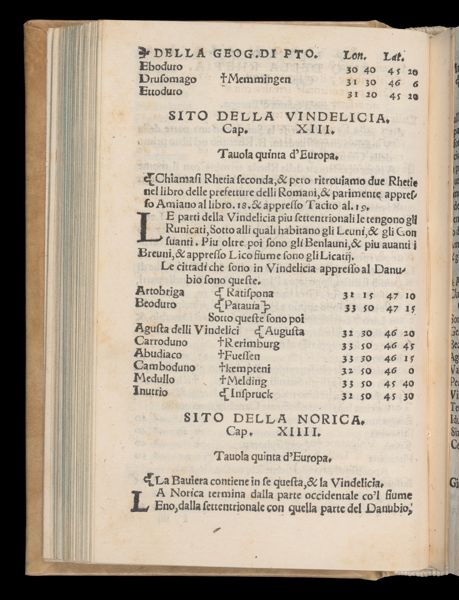 DELLA GEOG. DI PTO. Lon. Lat.
Eboduro 30 40 45 20
Drusomago †Memmingen 31 30 46 6
Ettoduro 31 20 45 20
SITO DELLA VINDELICIA.
Cap. XIII.
Tauola quinta d'Europa.
Chiamasi Rhetia seconda, & pero ritrouiamo due Rhetie
nel libro delle prefetture delli Romani, & parimente appres-
so Amiano al libro. 18. & appresso Tacito al. 19.
LE parti della Vindelicia piu settentrionali le tengono gli
Runicati, Sotto alli quali habitano gli Leuni, & gli Con
suanti. Piu oltre poi sono gli Benlauni, & piu auanti i
Breuni, & appresso Lico fiume sono gli Licatij.
Le cittadi che sono in Vindelicia appresso al Danu-
bio sono queste.
Artobriga Ratispona 32 15 47 10
Beoduro Patauia 33 50 47 15
Sotto queste sono poi
Agusta delli Vindelici Augusta 32 30 46 20
Carroduno †Rerimburg 33 50 46 45
Abudiaco †Fuessen 33 30 46 15
Camboduno †kempteni 32 50 46 0
Medullo †Melding 33 50 45 40
Inutrio Inspruck 32 50 45 30
SITO DELLA NORICA.
Cap. XIIII.
Tauola quinta d'Europa.
La Bauiera contiene in se questa, & la Vindelicia.
LA Norica termina dalla parte occidentale co'l fiume
Eno, dalla settentrionale con quella parte del Danubio,